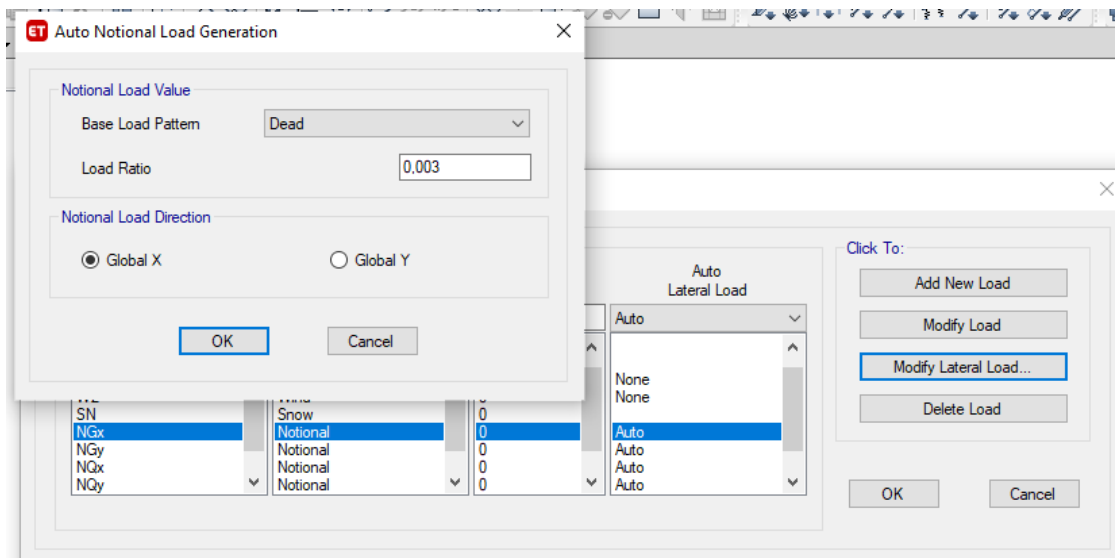 ET Auto Notional Load Generation
Notional Load Value
Base Load Pattern
Dead
Load Ratio
0,003
Notional Load Direction
Global X
Global Y
OK
Cancel
Auto
Lateral Load
Auto
None
None
SN Snow 0
NGx Notional 0 Auto
NGy Notional 0 Auto
NQx Notional 0 Auto
NQy Notional 0 Auto
Click To:
Add New Load
Modify Load
Modify Lateral Load...
Delete Load
OK
Cancel